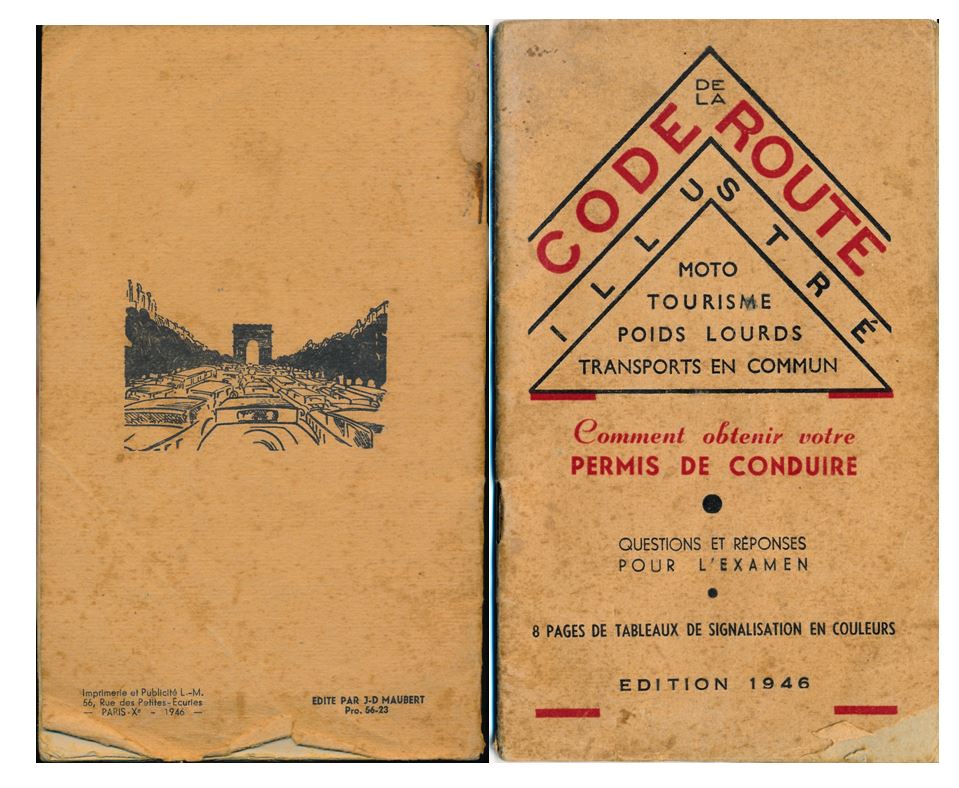 Imprimerie et Publicité L.-M.
56, Rue des Petites-Écuries
— PARIS-Xe - 1946 —
EDITE PAR J-D MAUBERT
Pro. 56-23
CODE DE LA ROUTE
ILLUSTRÉ
MOTO
TOURISME
POIDS LOURDS
TRANSPORTS EN COMMUN
Comment obtenir votre
PERMIS DE CONDUIRE
QUESTIONS ET RÉPONSES
POUR L'EXAMEN
8 PAGES DE TABLEAUX DE SIGNALISATION EN COULEURS
EDITION 1946